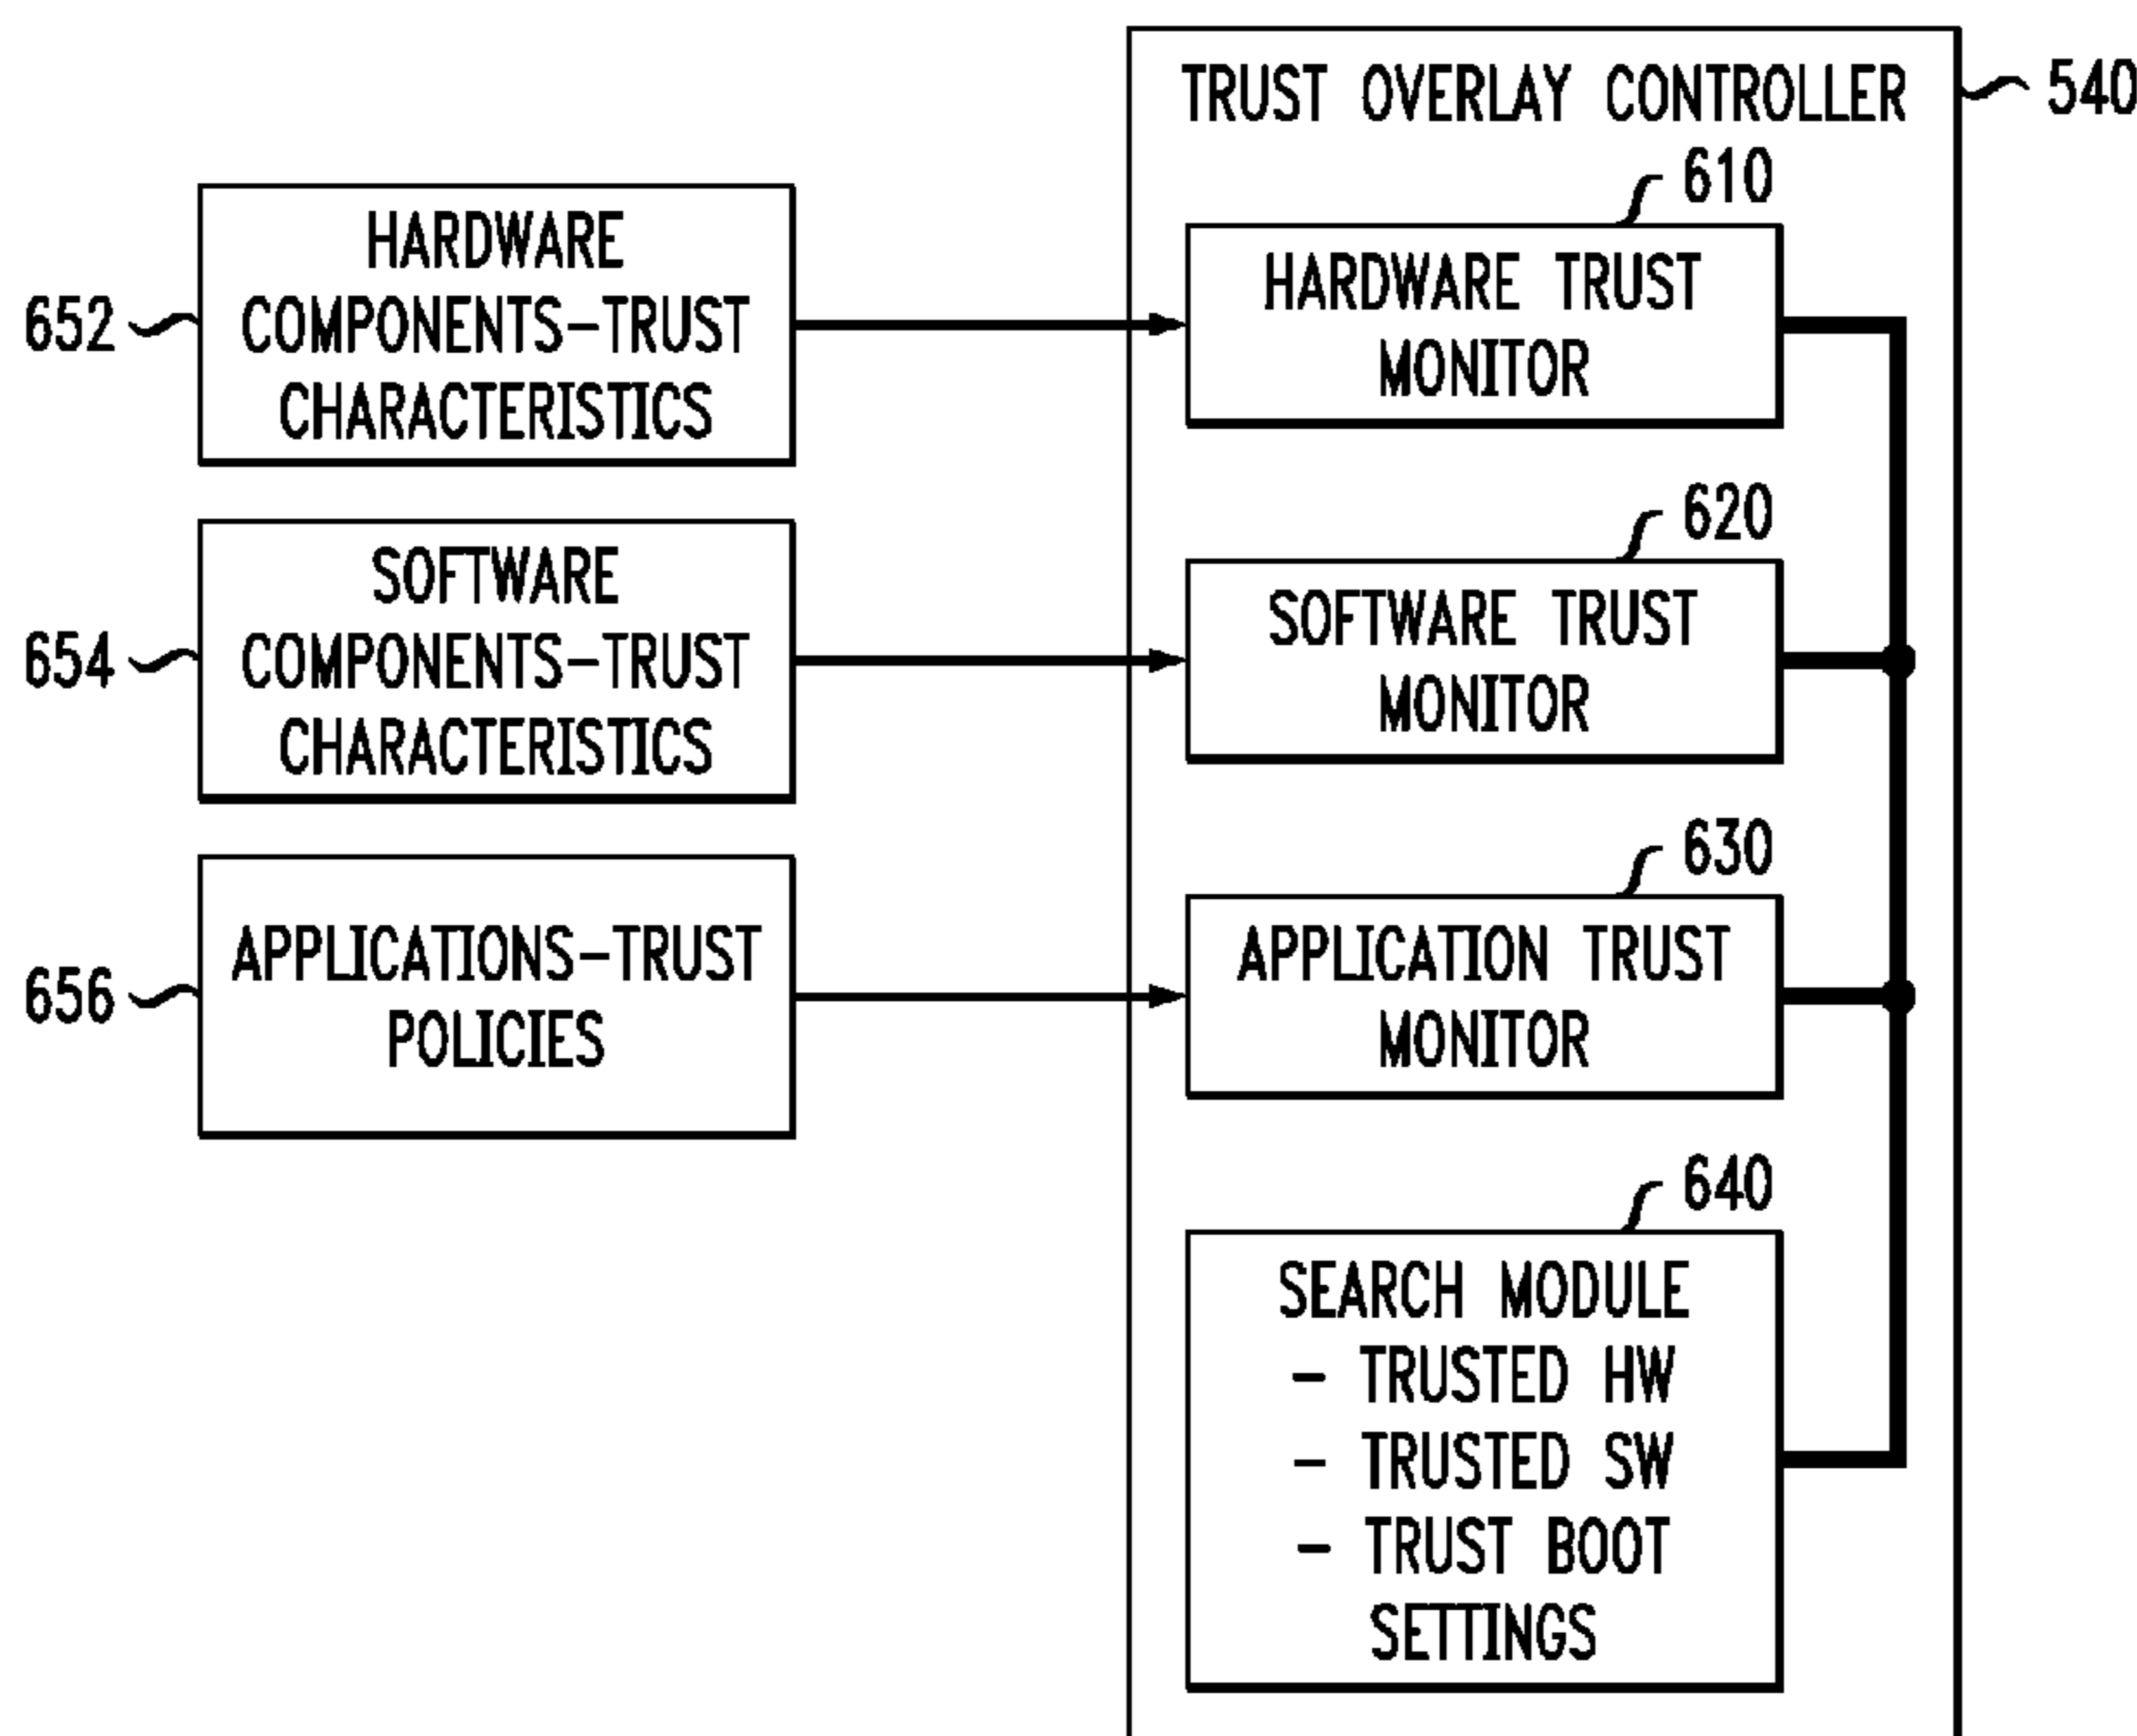 TRUST OVERLAY CONTROLLER
540
652
HARDWARE
COMPONENTS-TRUST
CHARACTERISTICS
610
HARDWARE TRUST
MONITOR
654
SOFTWARE
COMPONENTS-TRUST
CHARACTERISTICS
620
SOFTWARE TRUST
MONITOR
656
APPLICATIONS-TRUST
POLICIES
630
APPLICATION TRUST
MONITOR
640
SEARCH MODULE
- TRUSTED HW
- TRUSTED SW
- TRUST BOOT
SETTINGS